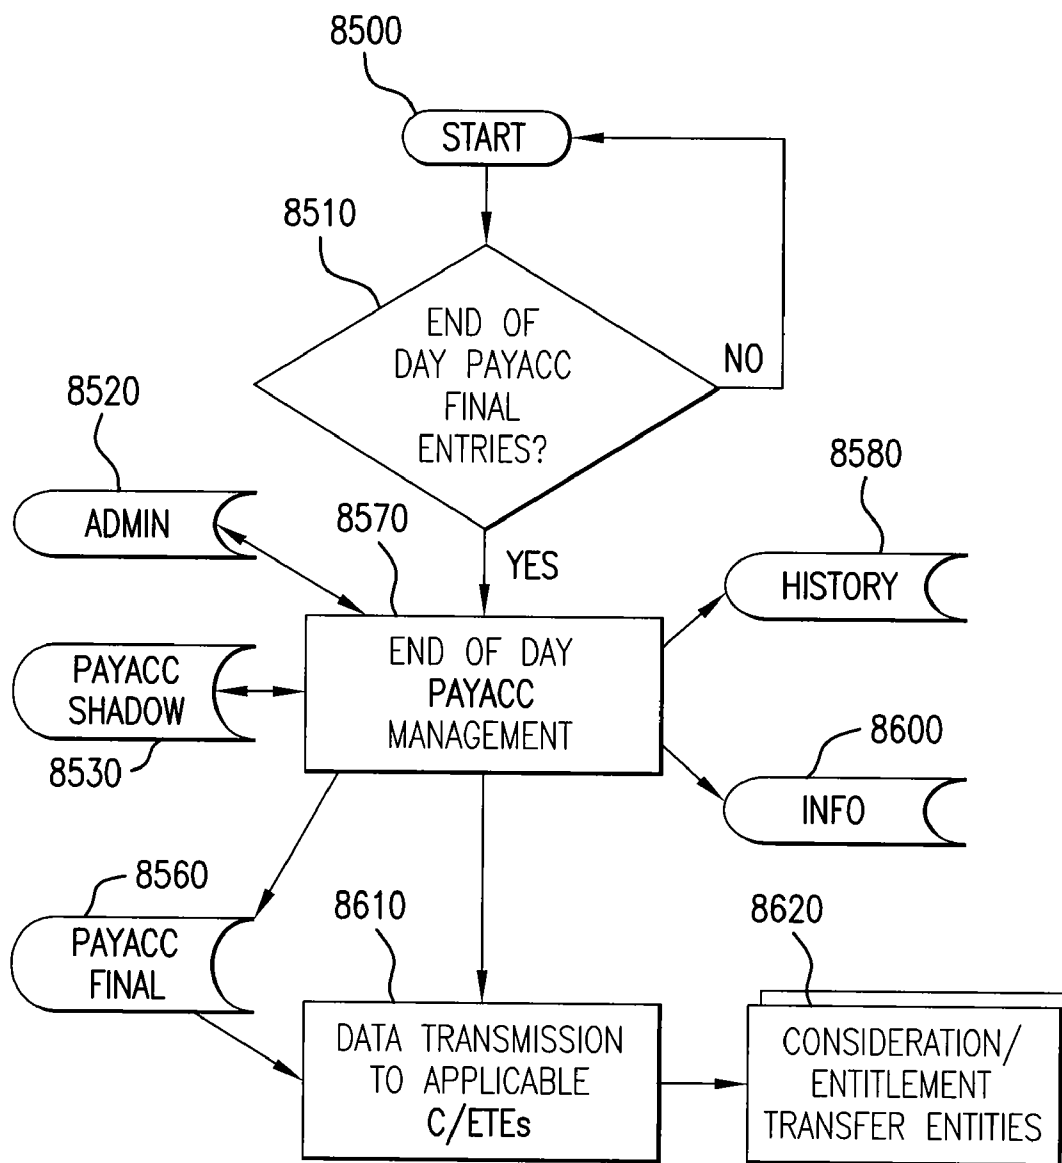 8500
START
8510
END OF
DAY PAYACC
FINAL
ENTRIES?
NO
8520
ADMIN
8570
YES
8580
HISTORY
PAYACC
SHADOW
8530
END OF DAY
PAYACC
MANAGEMENT
8600
INFO
8560
PAYACC
FINAL
8610
DATA TRANSMISSION
TO APPLICABLE
C/ETEs
8620
CONSIDERATION/
ENTITLEMENT
TRANSFER ENTITIES